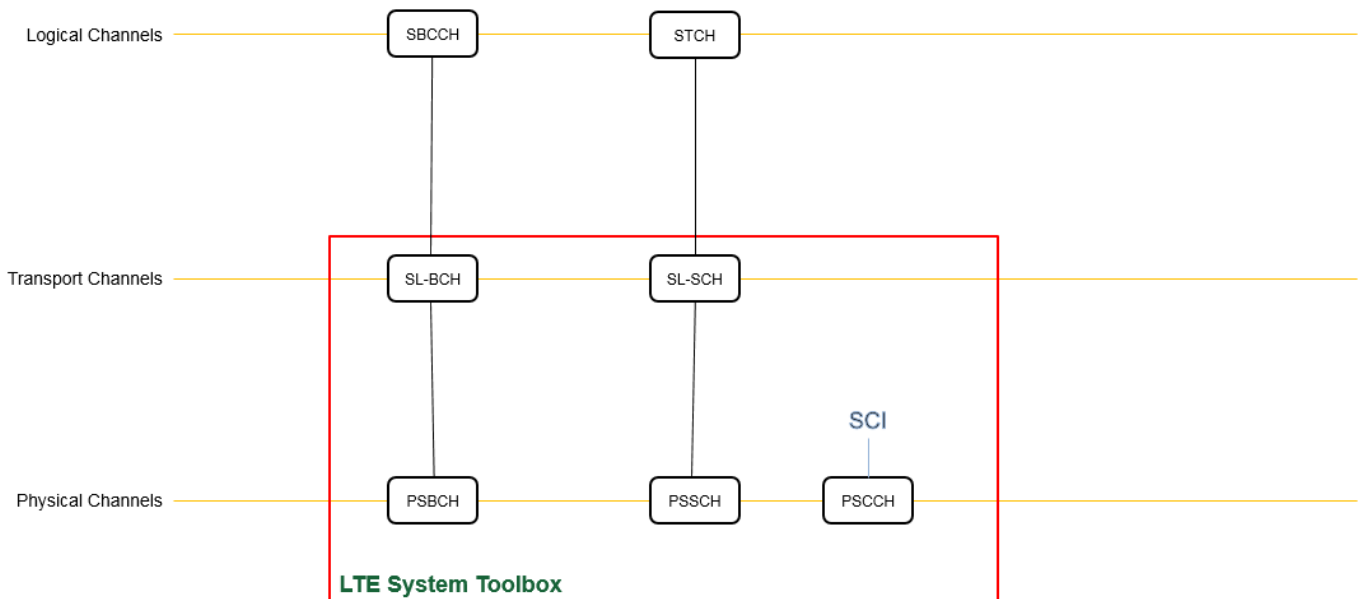 Logical Channels SBCCH STCH
Transport Channels SL-BCH SL-SCH
SCI
Physical Channels PSBCH PSSCH PSCCH
LTE System Toolbox